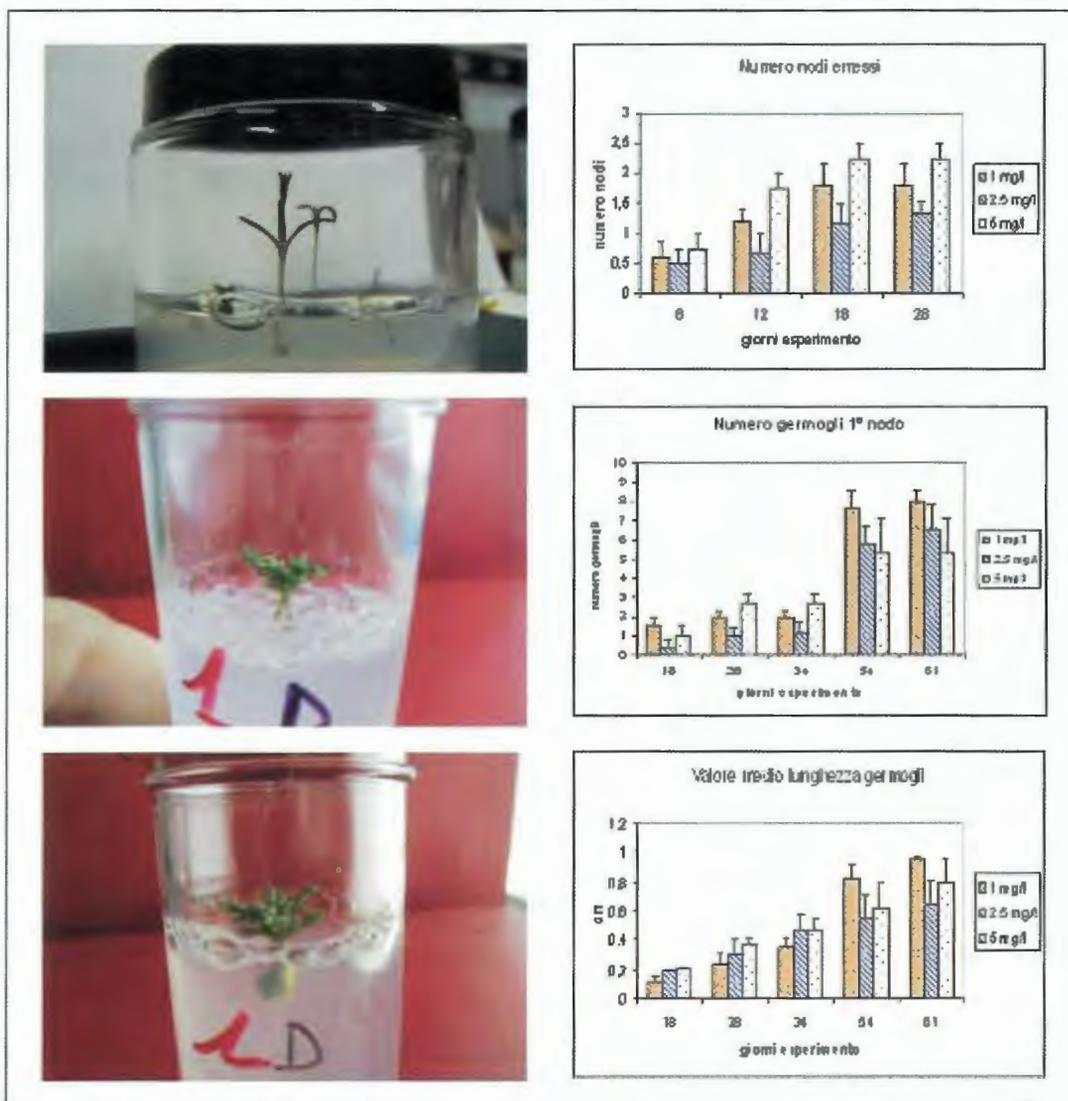 Numero nodi emessi
3
2,5
2
1,5
1
0,5
0
numero nodi
6
12
18
28
giorni esperimento
1 mg/l
2.5 mg/l
5 mg/l
Numero germogli 1° nodo
10
9
8
7
6
5
4
3
2
1
0
numero germogli
18
28
34
54
61
giorni esperimento
1 mg/l
2.5 mg/l
5 mg/l
1 D
Valore medio lunghezza germogli
1,2
1
0,8
0,6
0,4
0,2
0
cm
18
28
34
54
61
giorni esperimento
1 mg/l
2.5 mg/l
5 mg/l
1 D